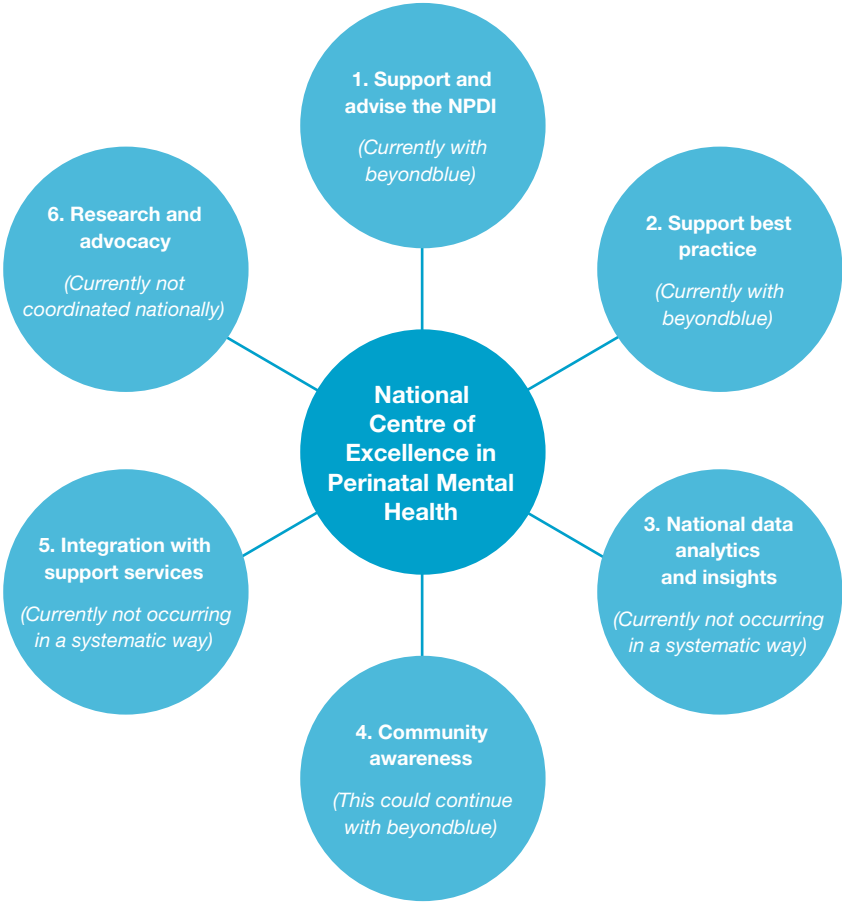 1. Support and
advise the NPDI
(Currently with
beyondblue)
2. Support best
practice
(Currently with
beyondblue)
3. National data
analytics
and insights
(Currently not occurring
in a systematic way)
4. Community
awareness
(This could continue
with beyondblue)
5. Integration with
support services
(Currently not occurring
in a systematic way)
6. Research and
advocacy
(Currently not
coordinated nationally)
National
Centre of
Excellence in
Perinatal Mental
Health